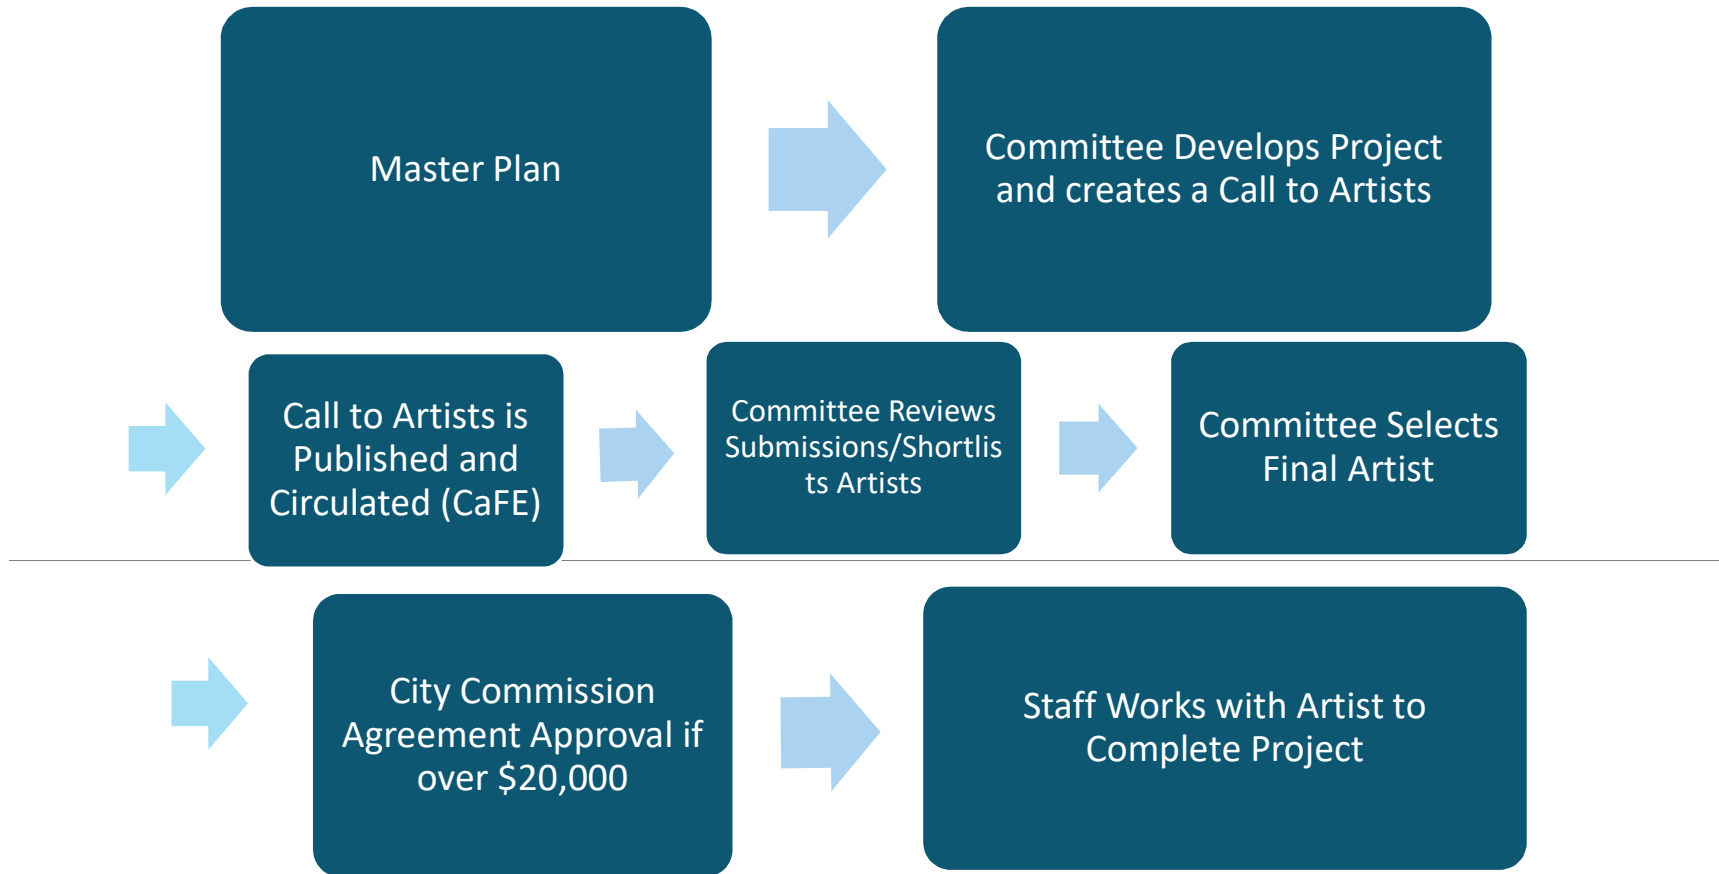 Master Plan
Committee Develops Project
and creates a Call to Artists
Call to Artists is
Published and
Circulated (CaFE)
Committee Reviews
Submissions/Shortlis
ts Artists
Committee Selects
Final Artist
City Commission
Agreement Approval if
over $20,000
Staff Works with Artist to
Complete Project